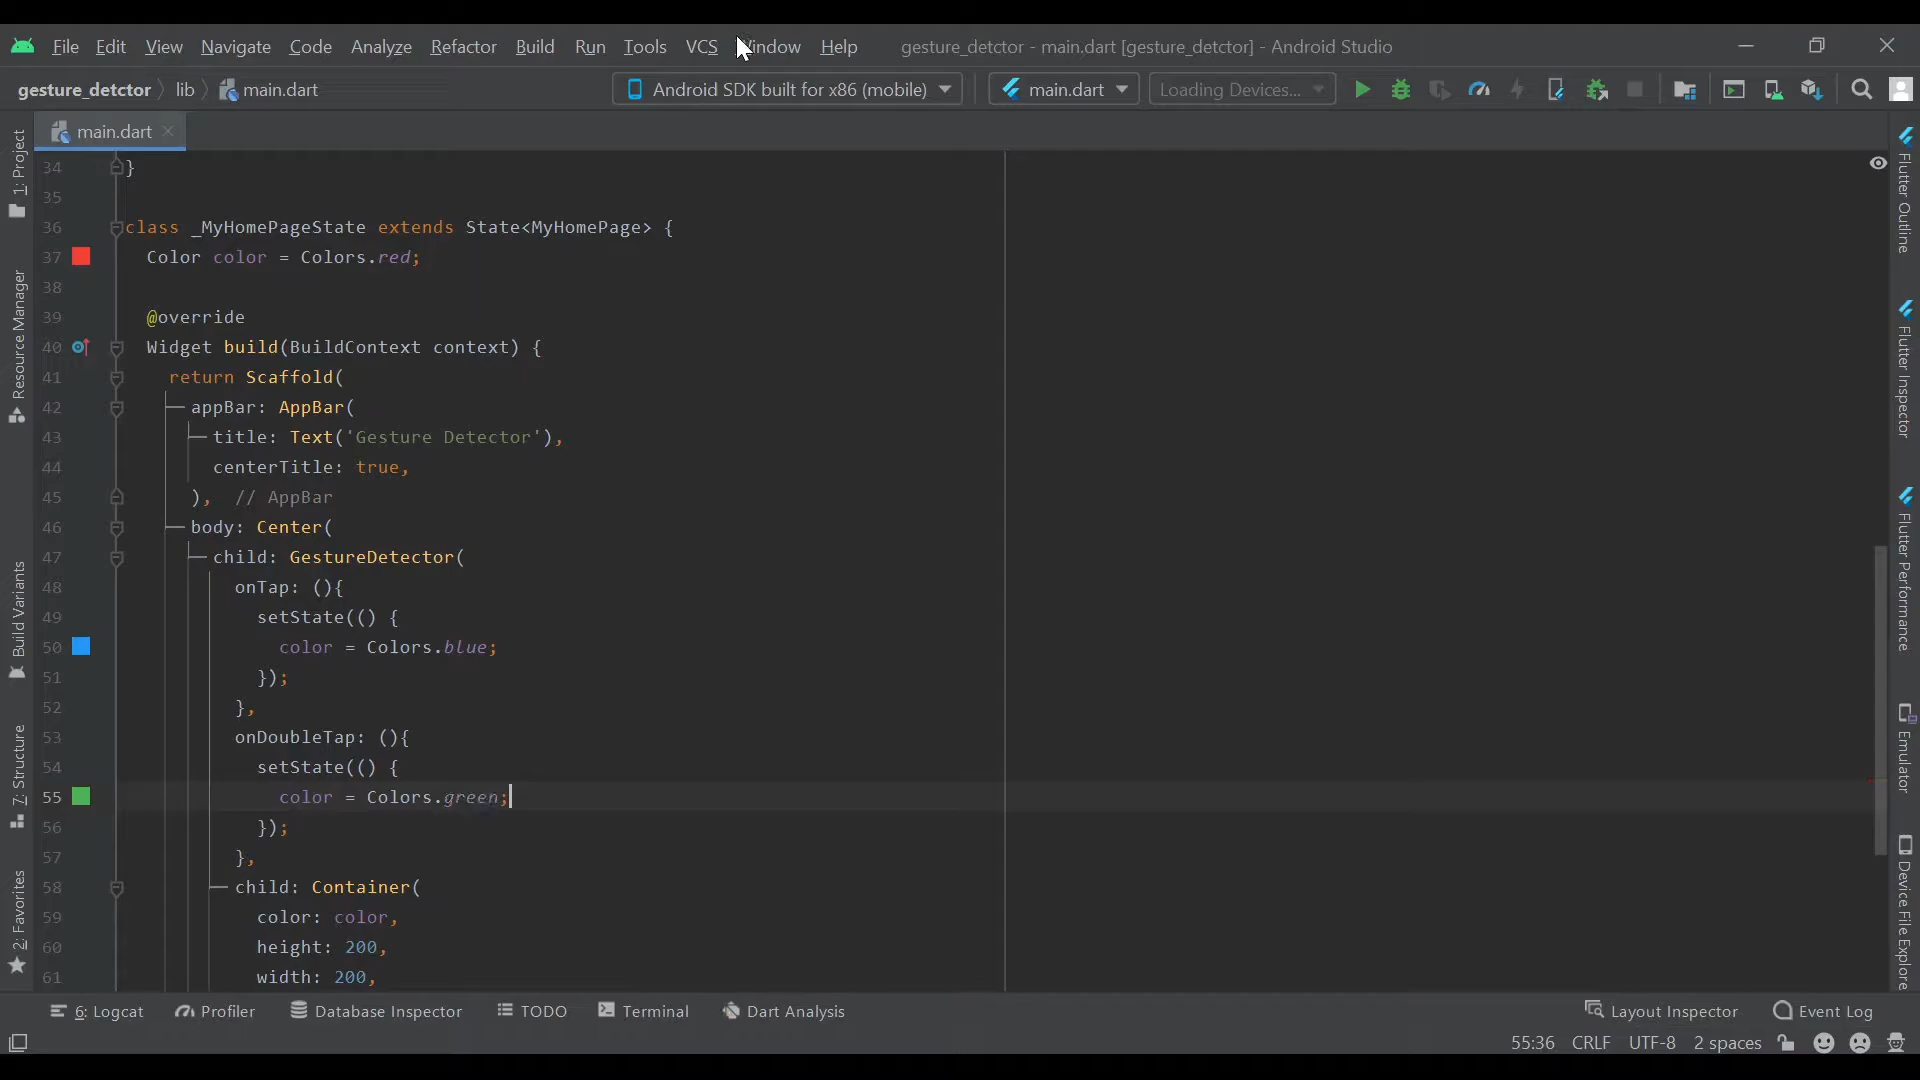 File Edit View Navigate Code Analyze Refactor Build Run Tools VCS Window Help gesture_detctor - main.dart [gesture_detctor] - Android Studio
gesture_detctor lib main.dart Android SDK built for x86 (mobile) main.dart Loading Devices...
main.dart
34 }
35
36 class _MyHomePageState extends State<MyHomePage> {
37 Color color = Colors.red;
38
39 @override
40 Widget build(BuildContext context) {
41 return Scaffold(
42 appBar: AppBar(
43 title: Text('Gesture Detector'),
44 centerTitle: true,
45 ), // AppBar
46 body: Center(
47 child: GestureDetector(
48 onTap: (){
49 setState(() {
50 color = Colors.blue;
51 });
52 },
53 onDoubleTap: (){
54 setState(() {
55 color = Colors.green;
56 });
57 },
58 child: Container(
59 color: color,
60 height: 200,
61 width: 200,
1: Project
Resource Manager
Build Variants
7: Structure
2: Favorites
Flutter Outline
Flutter Inspector
Flutter Performance
Emulator
Device File Explore
6: Logcat Profiler Database Inspector TODO Terminal Dart Analysis Layout Inspector Event Log
55:36 CRLF UTF-8 2 spaces